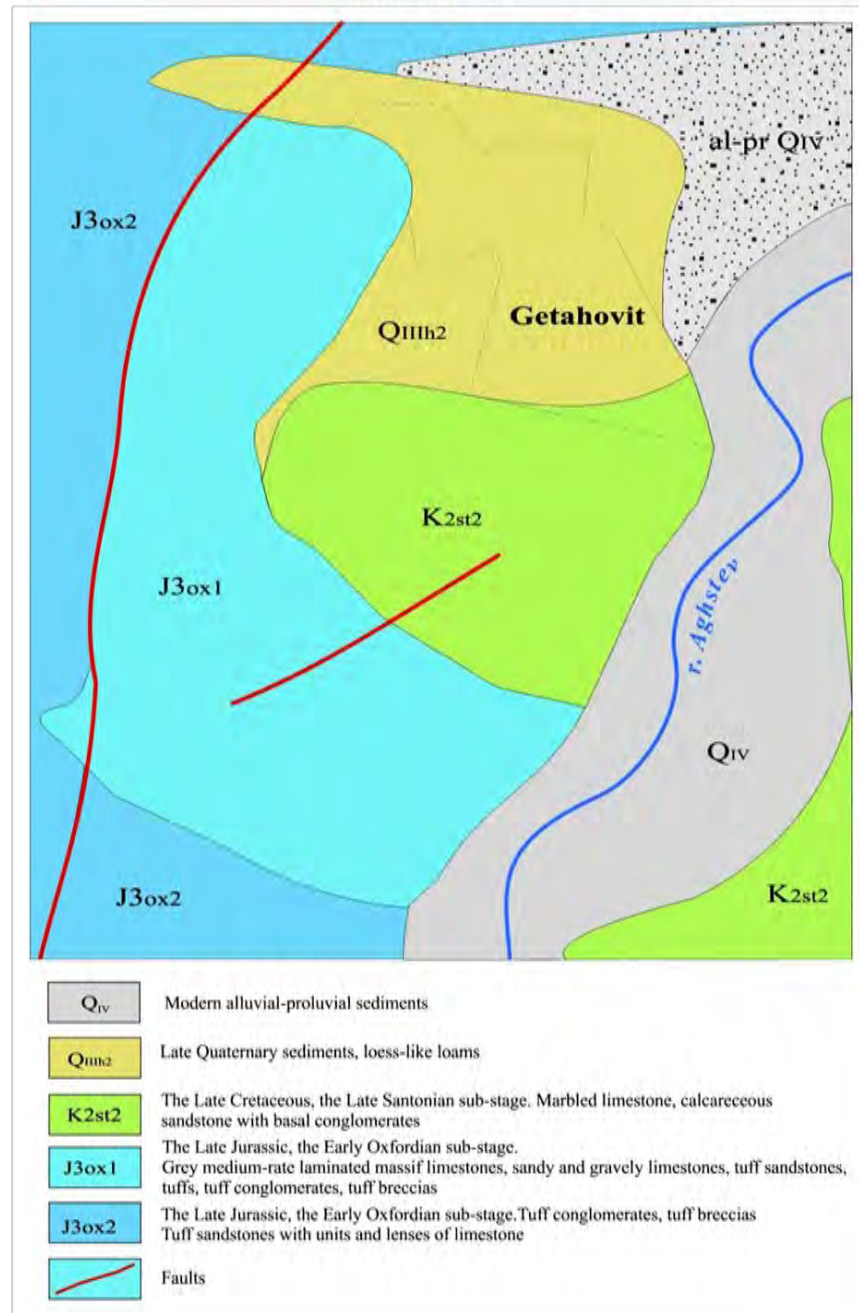 al-pr QIV
J3ox2
QIIIh2
Getahovit
K2st2
J3ox1
r. Aghstev
QIV
J3ox2
K2st2
QIV Modern alluvial-proluvial sediments
QIIIh2 Late Quaternary sediments, loess-like loams
K2st2 The Late Cretaceous, the Late Santonian sub-stage. Marbled limestone, calcareceous
sandstone with basal conglomerates
J3ox1 The Late Jurassic, the Early Oxfordian sub-stage.
Grey medium-rate laminated massif limestones, sandy and gravely limestones, tuff sandstones,
tuffs, tuff conglomerates, tuff breccias
J3ox2 The Late Jurassic, the Early Oxfordian sub-stage.Tuff conglomerates, tuff breccias
Tuff sandstones with units and lenses of limestone
Faults